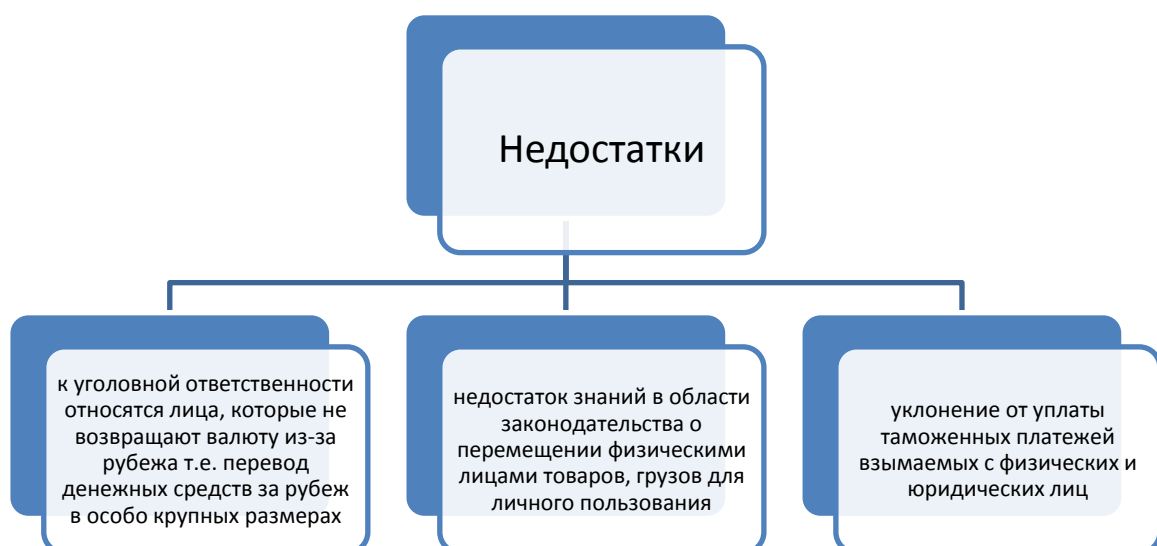 Недостатки
к уголовной ответственности
относятся лица, которые не
возвращают валюту из-за
рубежа т.е. перевод
денежных средств за рубеж
в особо крупных размерах
недостаток знаний в области
законодательства о
перемещении физическими
лицами товаров, грузов для
личного пользования
уклонение от уплаты
таможенных платежей
взымаемых с физических и
юридических лиц